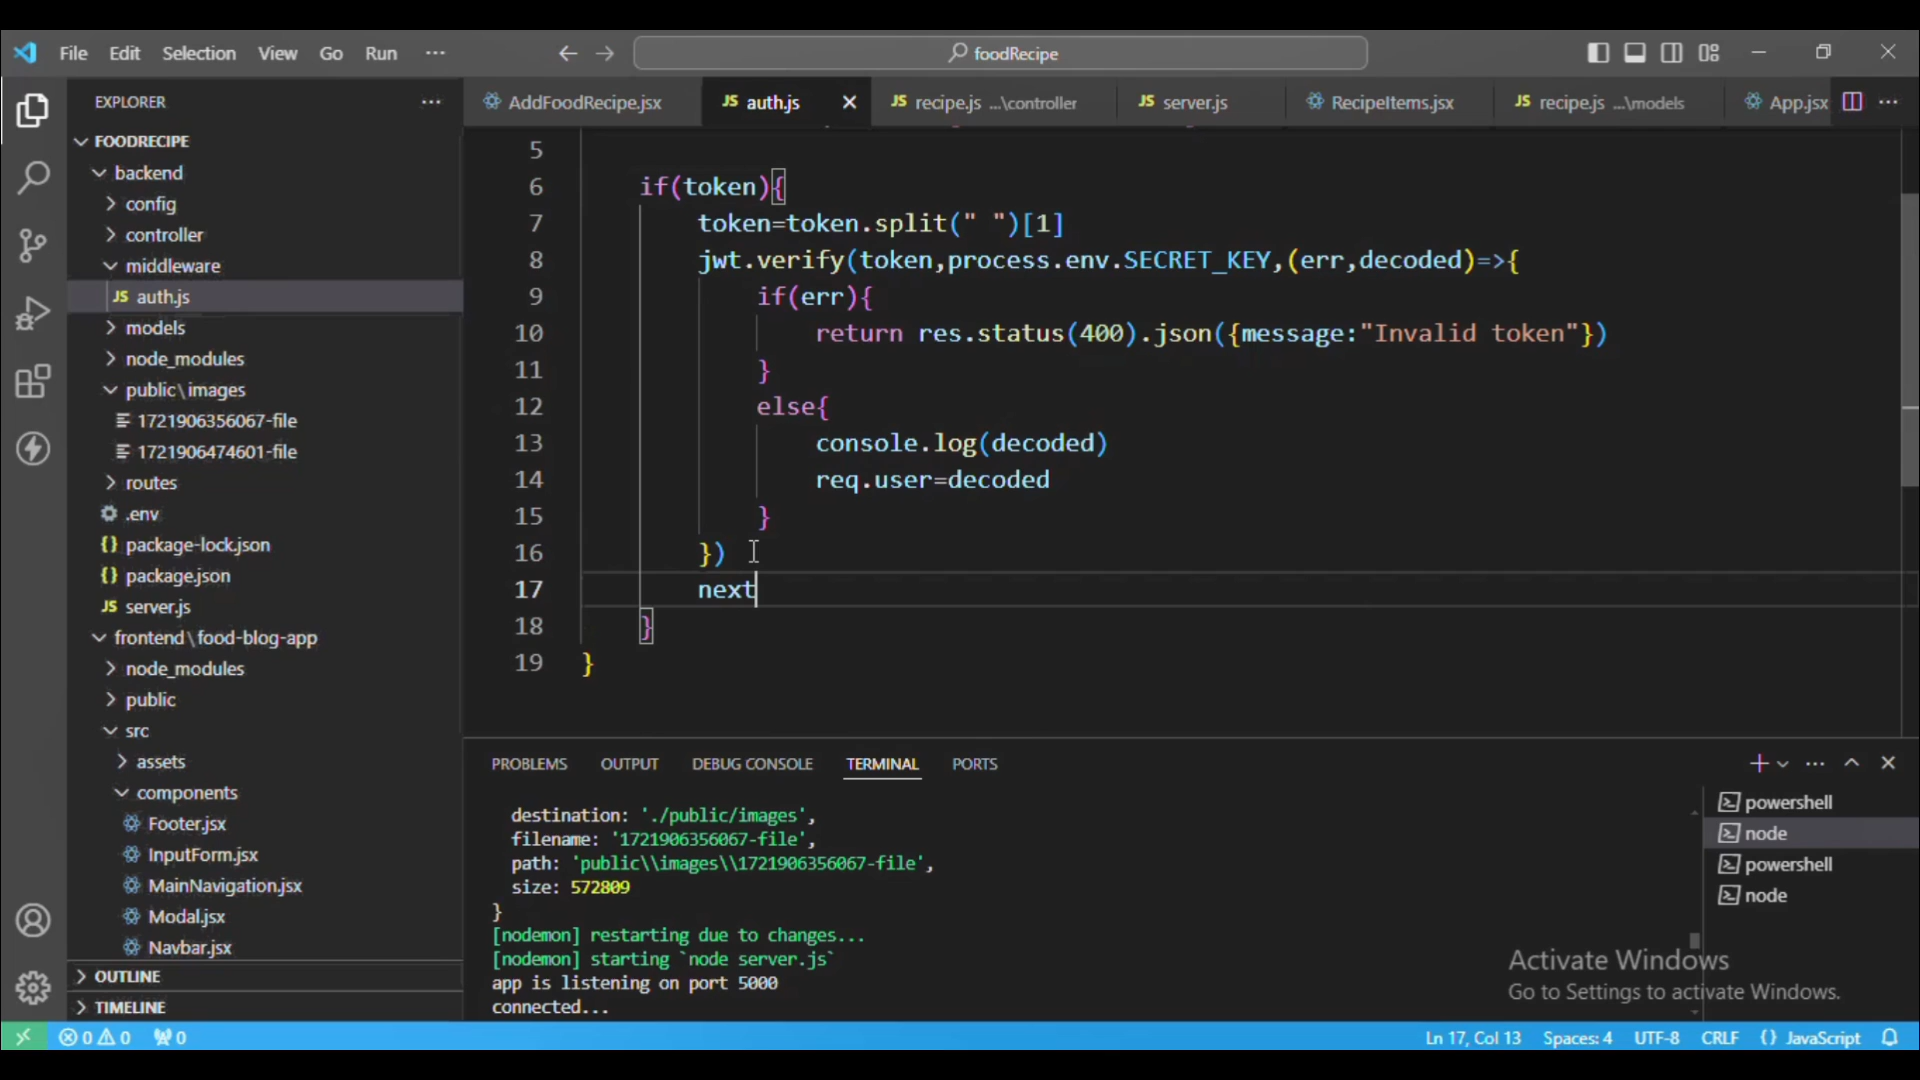 File Edit Selection View Go Run ··· foodRecipe
EXPLORER ···
AddFoodRecipe.jsx JS auth.js JS recipe.js ...\controller JS server.js RecipeItems.jsx JS recipe.js ...\models App.jsx ···
FOODRECIPE
backend
config
controller
middleware
JS auth.js
models
node_modules
public\images
1721906356067-file
1721906474601-file
routes
.env
{} package-lock.json
{} package.json
JS server.js
frontend\food-blog-app
node_modules
public
src
assets
components
Footer.jsx
InputForm.jsx
MainNavigation.jsx
Modal.jsx
Navbar.jsx
OUTLINE
TIMELINE
5
6 if(token){
7 token=token.split(" ")[1]
8 jwt.verify(token,process.env.SECRET_KEY,(err,decoded)=>{
9 if(err){
10 return res.status(400).json({message:"Invalid token"})
11 }
12 else{
13 console.log(decoded)
14 req.user=decoded
15 }
16 })
17 next
18 }
19 }
PROBLEMS OUTPUT DEBUG CONSOLE TERMINAL PORTS
destination: './public/images',
filename: '1721906356067-file',
path: 'public\\images\\1721906356067-file',
size: 572809
}
[nodemon] restarting due to changes...
[nodemon] starting `node server.js`
app is listening on port 5000
connected...
powershell
node
powershell
node
Activate Windows
Go to Settings to activate Windows.
0 0 0 Ln 17, Col 13 Spaces: 4 UTF-8 CRLF {} JavaScript